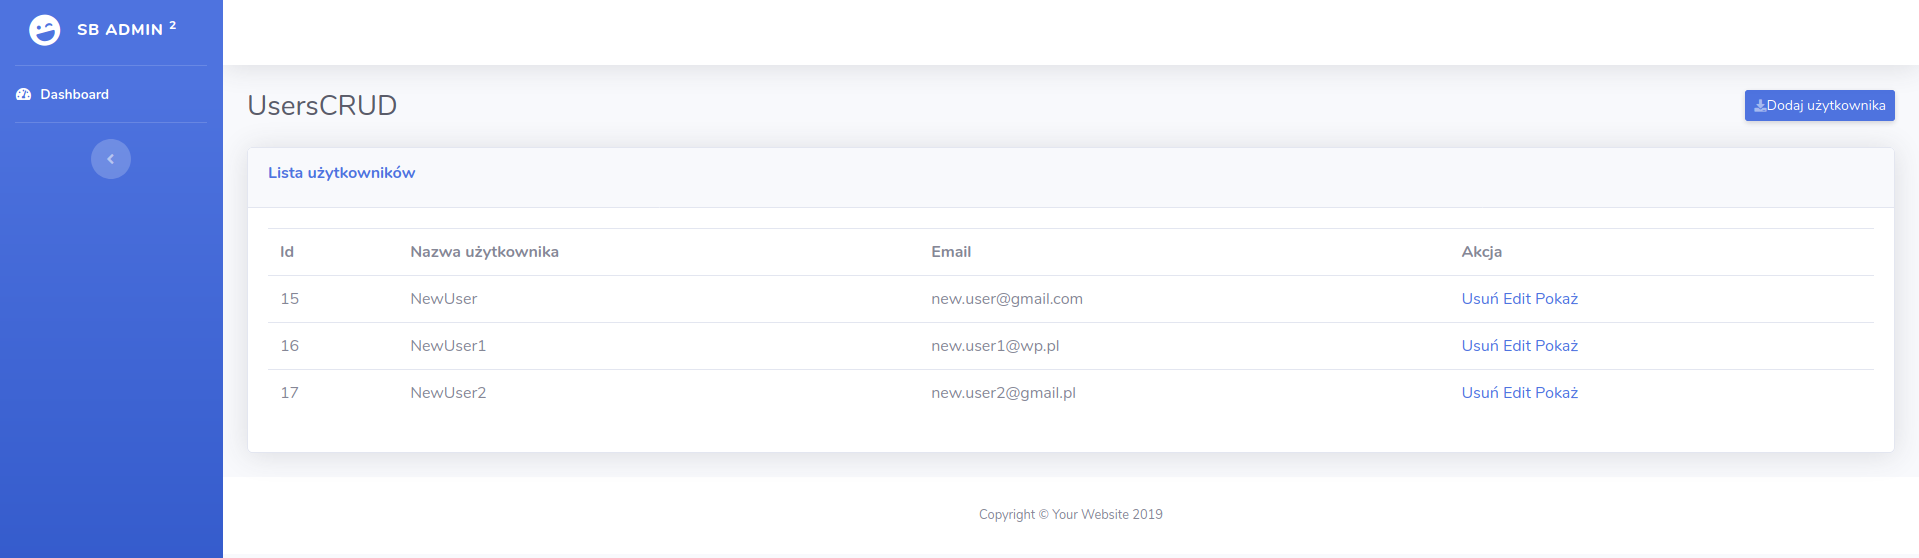 SB ADMIN 2
Dashboard
UsersCRUD
Dodaj użytkownika
Lista użytkowników
Id Nazwa użytkownika Email Akcja
15 NewUser new.user@gmail.com Usuń Edit Pokaż
16 NewUser1 new.user1@wp.pl Usuń Edit Pokaż
17 NewUser2 new.user2@gmail.pl Usuń Edit Pokaż
Copyright © Your Website 2019